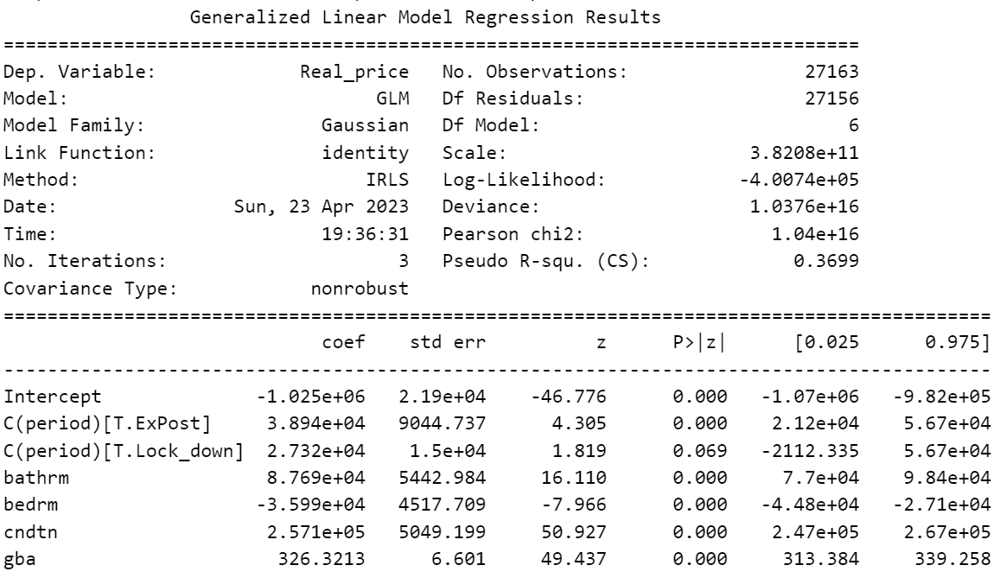 Generalized Linear Model Regression Results
==============================================================================
Dep. Variable: Real_price No. Observations: 27163
Model: GLM Df Residuals: 27156
Model Family: Gaussian Df Model: 6
Link Function: identity Scale: 3.8208e+11
Method: IRLS Log-Likelihood: -4.0074e+05
Date: Sun, 23 Apr 2023 Deviance: 1.0376e+16
Time: 19:36:31 Pearson chi2: 1.04e+16
No. Iterations: 3 Pseudo R-squ. (CS): 0.3699
Covariance Type: nonrobust
==========================================================================================
coef std err z P>|z| [0.025 0.975]
------------------------------------------------------------------------------------------
Intercept -1.025e+06 2.19e+04 -46.776 0.000 -1.07e+06 -9.82e+05
C(period)[T.ExPost] 3.894e+04 9044.737 4.305 0.000 2.12e+04 5.67e+04
C(period)[T.Lock_down] 2.732e+04 1.5e+04 1.819 0.069 -2112.335 5.67e+04
bathrm 8.769e+04 5442.984 16.110 0.000 7.7e+04 9.84e+04
bedrm -3.599e+04 4517.709 -7.966 0.000 -4.48e+04 -2.71e+04
cndtn 2.571e+05 5049.199 50.927 0.000 2.47e+05 2.67e+05
gba 326.3213 6.601 49.437 0.000 313.384 339.258